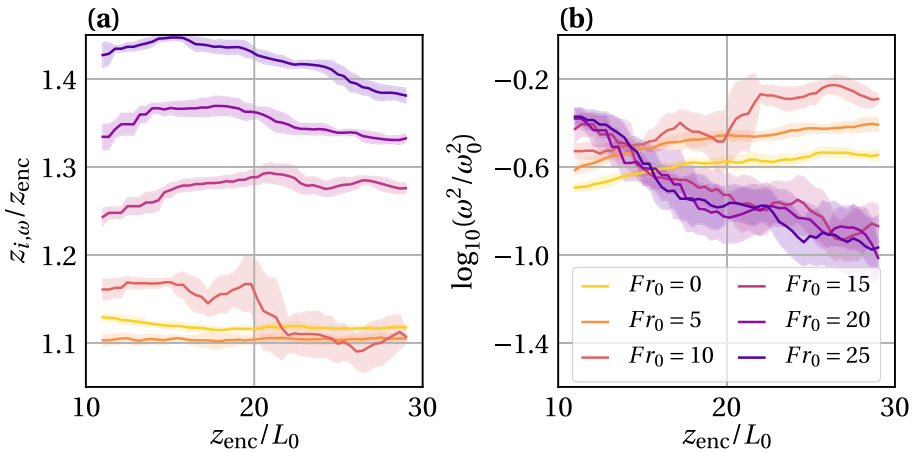 (a)
1.4
1.3
1.2
1.1
z_{i,ω}/z_enc
10 20 30
z_enc/L_0
(b)
−0.2
−0.6
−1.0
−1.4
log_{10}(ω^2/ω_0^2)
Fr_0 = 0 Fr_0 = 15
Fr_0 = 5 Fr_0 = 20
Fr_0 = 10 Fr_0 = 25
10 20 30
z_enc/L_0